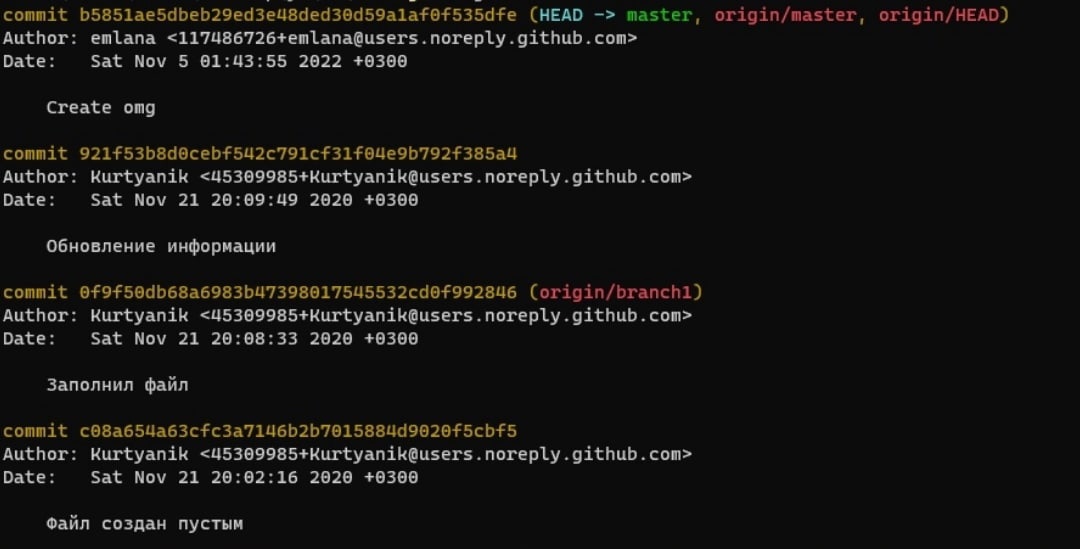 commit b5851ae5dbeb29ed3e48ded30d59a1af0f535dfe (HEAD -> master, origin/master, origin/HEAD)
Author: emlana <117486726+emlana@users.noreply.github.com>
Date:   Sat Nov 5 01:43:55 2022 +0300
Create omg
commit 921f53b8d0cebf542c791cf31f04e9b792f385a4
Author: Kurtyanik <45309985+Kurtyanik@users.noreply.github.com>
Date:   Sat Nov 21 20:09:49 2020 +0300
Обновление информации
commit 0f9f50db68a6983b47398017545532cd0f992846 (origin/branch1)
Author: Kurtyanik <45309985+Kurtyanik@users.noreply.github.com>
Date:   Sat Nov 21 20:08:33 2020 +0300
Заполнил файл
commit c08a654a63cfc3a7146b2b7015884d9020f5cbf5
Author: Kurtyanik <45309985+Kurtyanik@users.noreply.github.com>
Date:   Sat Nov 21 20:02:16 2020 +0300
Файл создан пустым